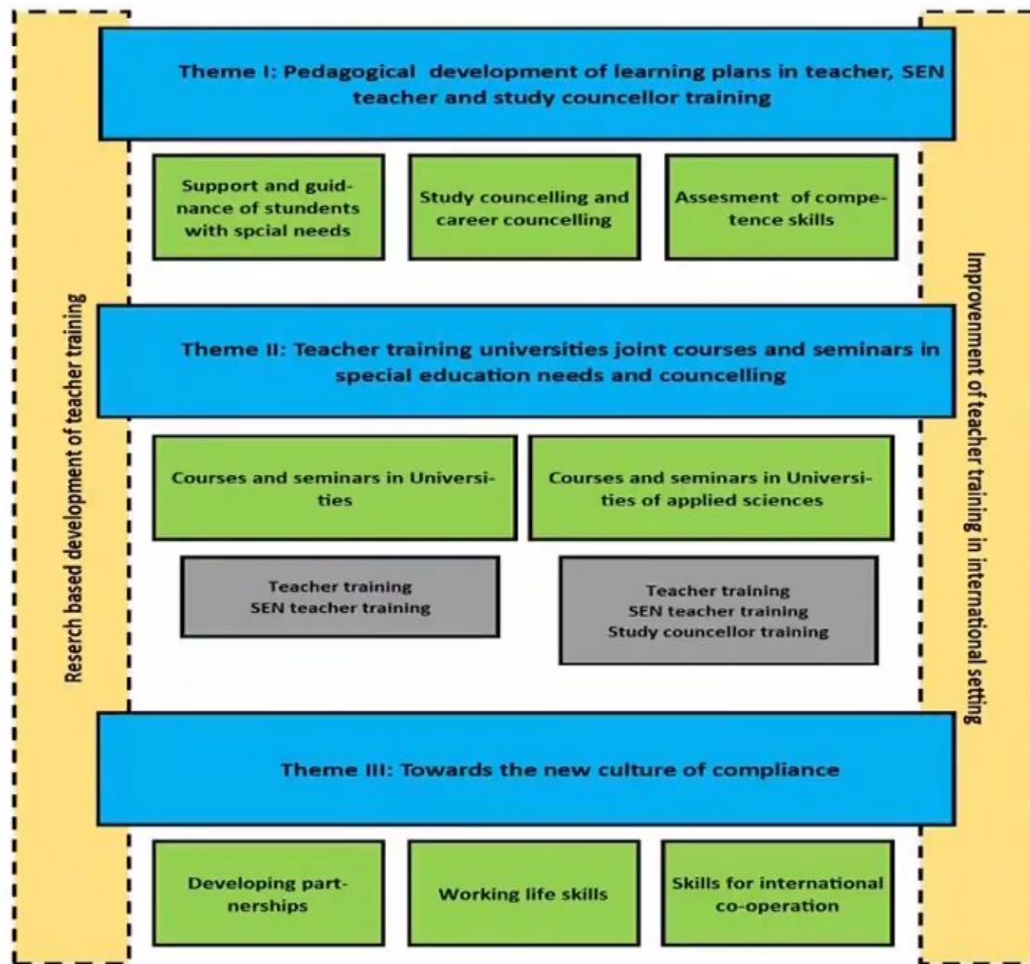 Theme I: Pedagogical development of learning plans in teacher, SEN
teacher and study councellor training
Support and guid-
nance of stundents
with spcial needs
Study councelling and
career councelling
Assesment of compe-
tence skills
Theme II: Teacher training universities joint courses and seminars in
special education needs and councelling
Courses and seminars in Universi-
ties
Courses and seminars in Universi-
ties of applied sciences
Teacher training
SEN teacher training
Teacher training
SEN teacher training
Study councellor training
Theme III: Towards the new culture of compliance
Developing part-
nerships
Working life skills
Skills for international
co-operation
Reserch based development of teacher training
Improvenment of teacher training in international setting